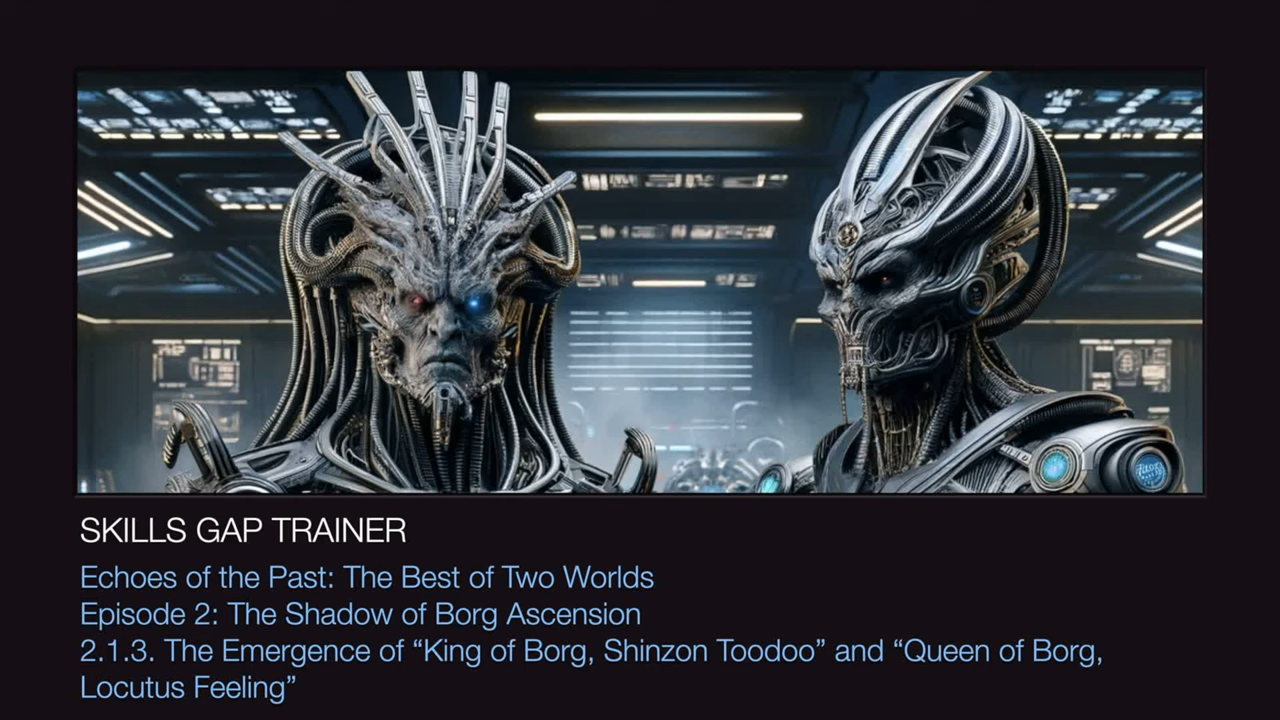 SKILLS GAP TRAINER
Echoes of the Past: The Best of Two Worlds
Episode 2: The Shadow of Borg Ascension
2.1.3. The Emergence of “King of Borg, Shinzon Toodoo” and “Queen of Borg,
Locutus Feeling”